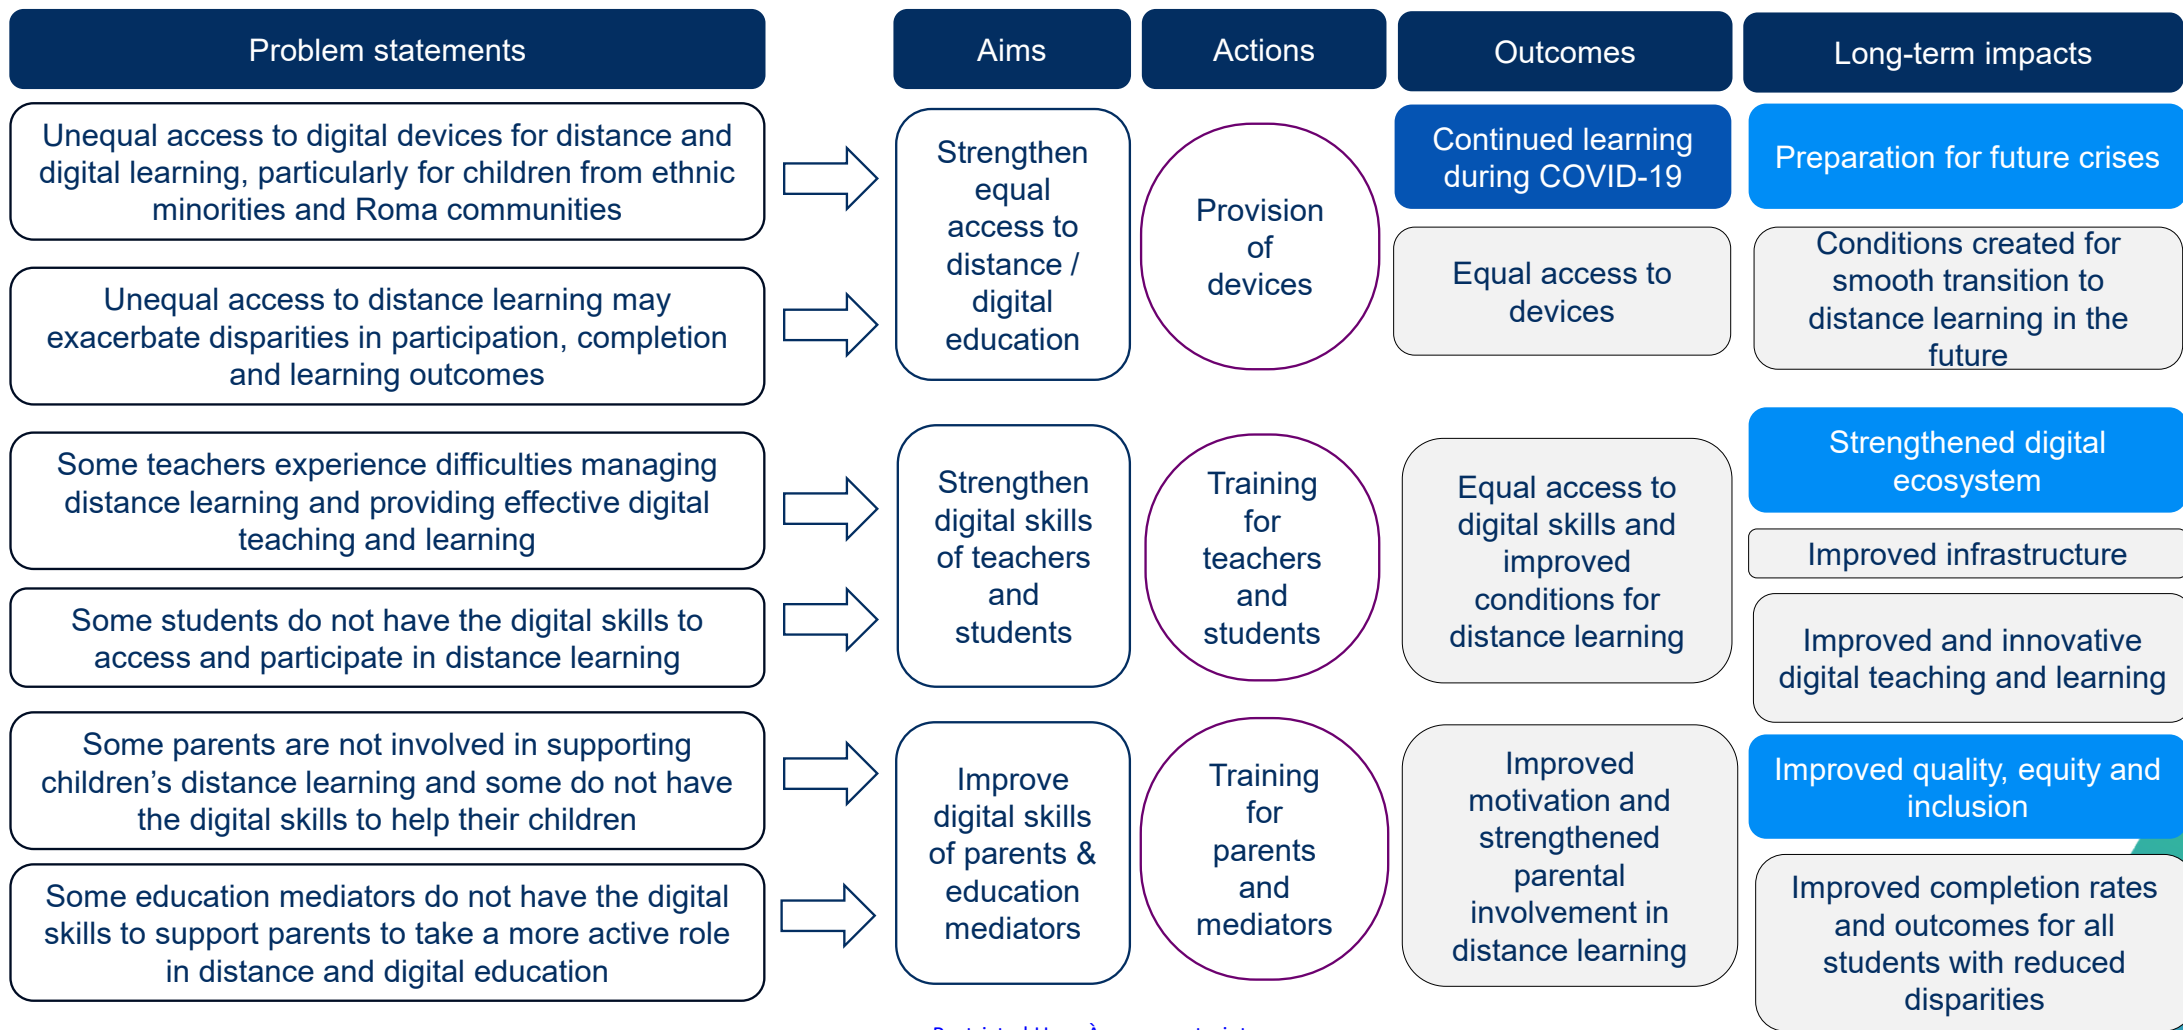 Problem statements
Aims
Actions
Outcomes
Long-term impacts
Unequal access to digital devices for distance and
digital learning, particularly for children from ethnic
minorities and Roma communities
Unequal access to distance learning may
exacerbate disparities in participation, completion
and learning outcomes
Some teachers experience difficulties managing
distance learning and providing effective digital
teaching and learning
Some students do not have the digital skills to
access and participate in distance learning
Some parents are not involved in supporting
children’s distance learning and some do not have
the digital skills to help their children
Some education mediators do not have the digital
skills to support parents to take a more active role
in distance and digital education
Strengthen
equal
access to
distance /
digital
education
Strengthen
digital skills
of teachers
and
students
Improve
digital skills
of parents &
education
mediators
Provision
of
devices
Training
for
teachers
and
students
Training
for
parents
and
mediators
Continued learning
during COVID-19
Equal access to
devices
Equal access to
digital skills and
improved
conditions for
distance learning
Improved
motivation and
strengthened
parental
involvement in
distance learning
Preparation for future crises
Conditions created for
smooth transition to
distance learning in the
future
Strengthened digital
ecosystem
Improved infrastructure
Improved and innovative
digital teaching and learning
Improved quality, equity and
inclusion
Improved completion rates
and outcomes for all
students with reduced
disparities